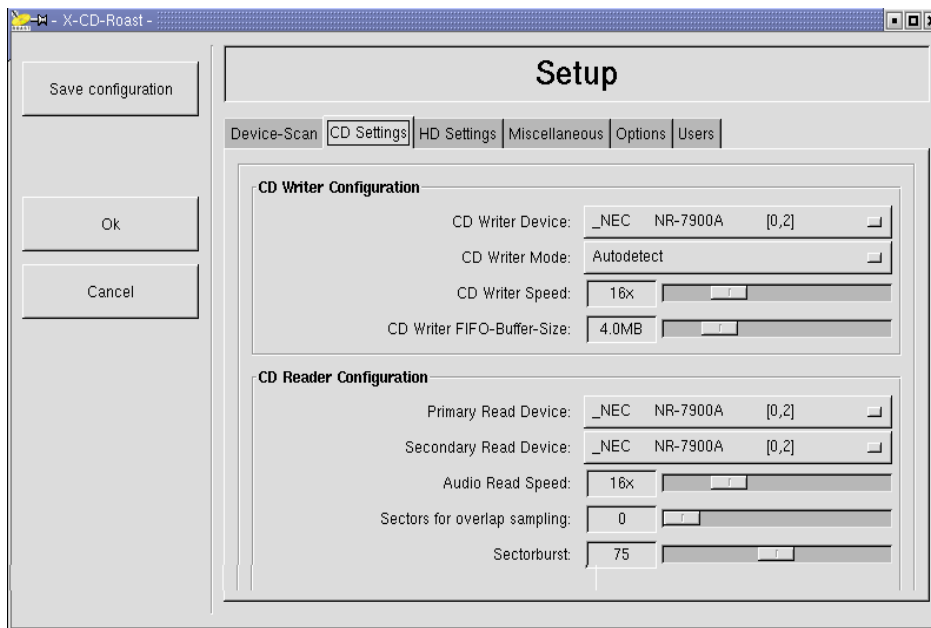 - X-CD-Roast -
Save configuration
Ok
Cancel
Setup
Device-Scan CD Settings HD Settings Miscellaneous Options Users
CD Writer Configuration
CD Writer Device: _NEC NR-7900A [0,2]
CD Writer Mode: Autodetect
CD Writer Speed: 16x
CD Writer FIFO-Buffer-Size: 4.0MB
CD Reader Configuration
Primary Read Device: _NEC NR-7900A [0,2]
Secondary Read Device: _NEC NR-7900A [0,2]
Audio Read Speed: 16x
Sectors for overlap sampling: 0
Sectorburst: 75